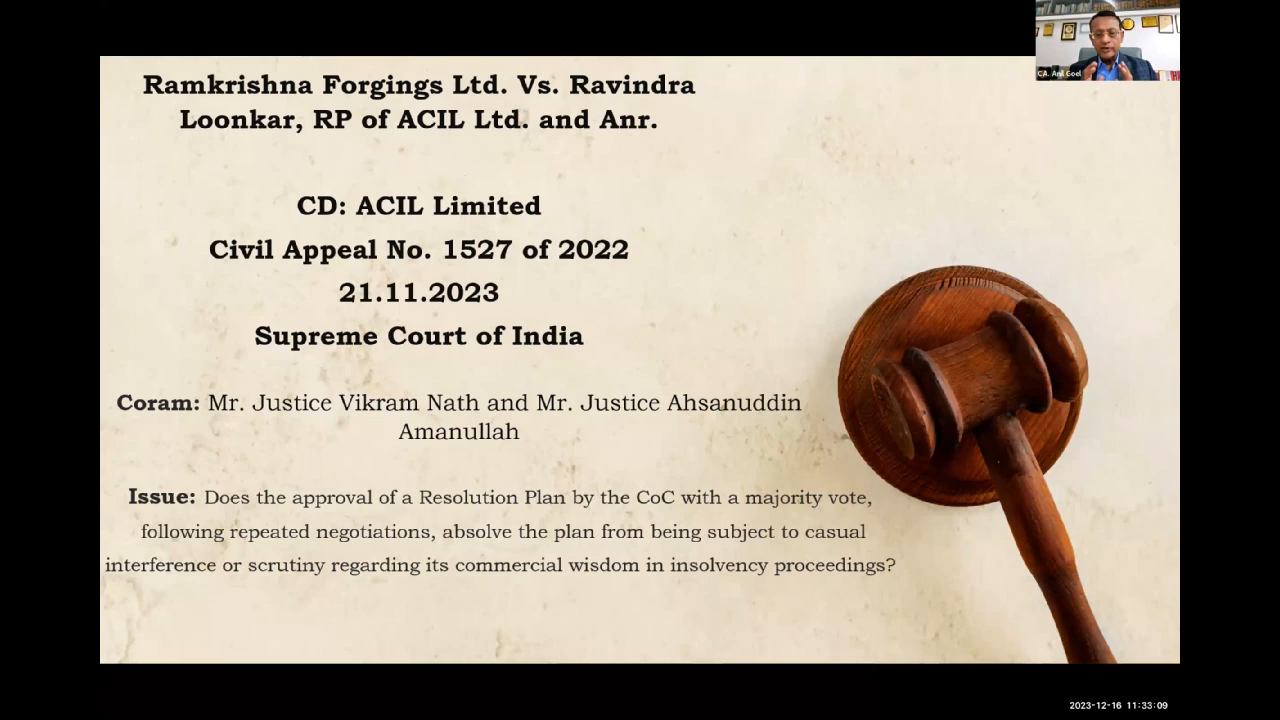 Ramkrishna Forgings Ltd. Vs. Ravindra
Loonkar, RP of ACIL Ltd. and Anr.
CD: ACIL Limited
Civil Appeal No. 1527 of 2022
21.11.2023
Supreme Court of India
Coram: Mr. Justice Vikram Nath and Mr. Justice Ahsanuddin
Amanullah
Issue: Does the approval of a Resolution Plan by the CoC with a majority vote,
following repeated negotiations, absolve the plan from being subject to casual
interference or scrutiny regarding its commercial wisdom in insolvency proceedings?
CA. Anil Goel
2023-12-16 11:33:09